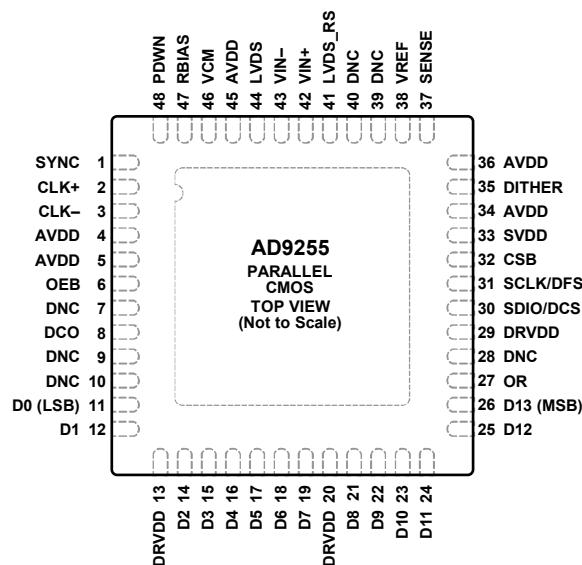 48 PDWN
47 RBIAS
46 VCM
45 AVDD
44 LVDS
43 VIN–
42 VIN+
41 LVDS_RS
40 DNC
39 DNC
38 VREF
37 SENSE
SYNC 1
CLK+ 2
CLK– 3
AVDD 4
AVDD 5
OEB 6
DNC 7
DCO 8
DNC 9
DNC 10
D0 (LSB) 11
D1 12
AD9255
PARALLEL
CMOS
TOP VIEW
(Not to Scale)
36 AVDD
35 DITHER
34 AVDD
33 SVDD
32 CSB
31 SCLK/DFS
30 SDIO/DCS
29 DRVDD
28 DNC
27 OR
26 D13 (MSB)
25 D12
DRVDD 13
D2 14
D3 15
D4 16
D5 17
D6 18
D7 19
DRVDD 20
D8 21
D9 22
D10 23
D11 24